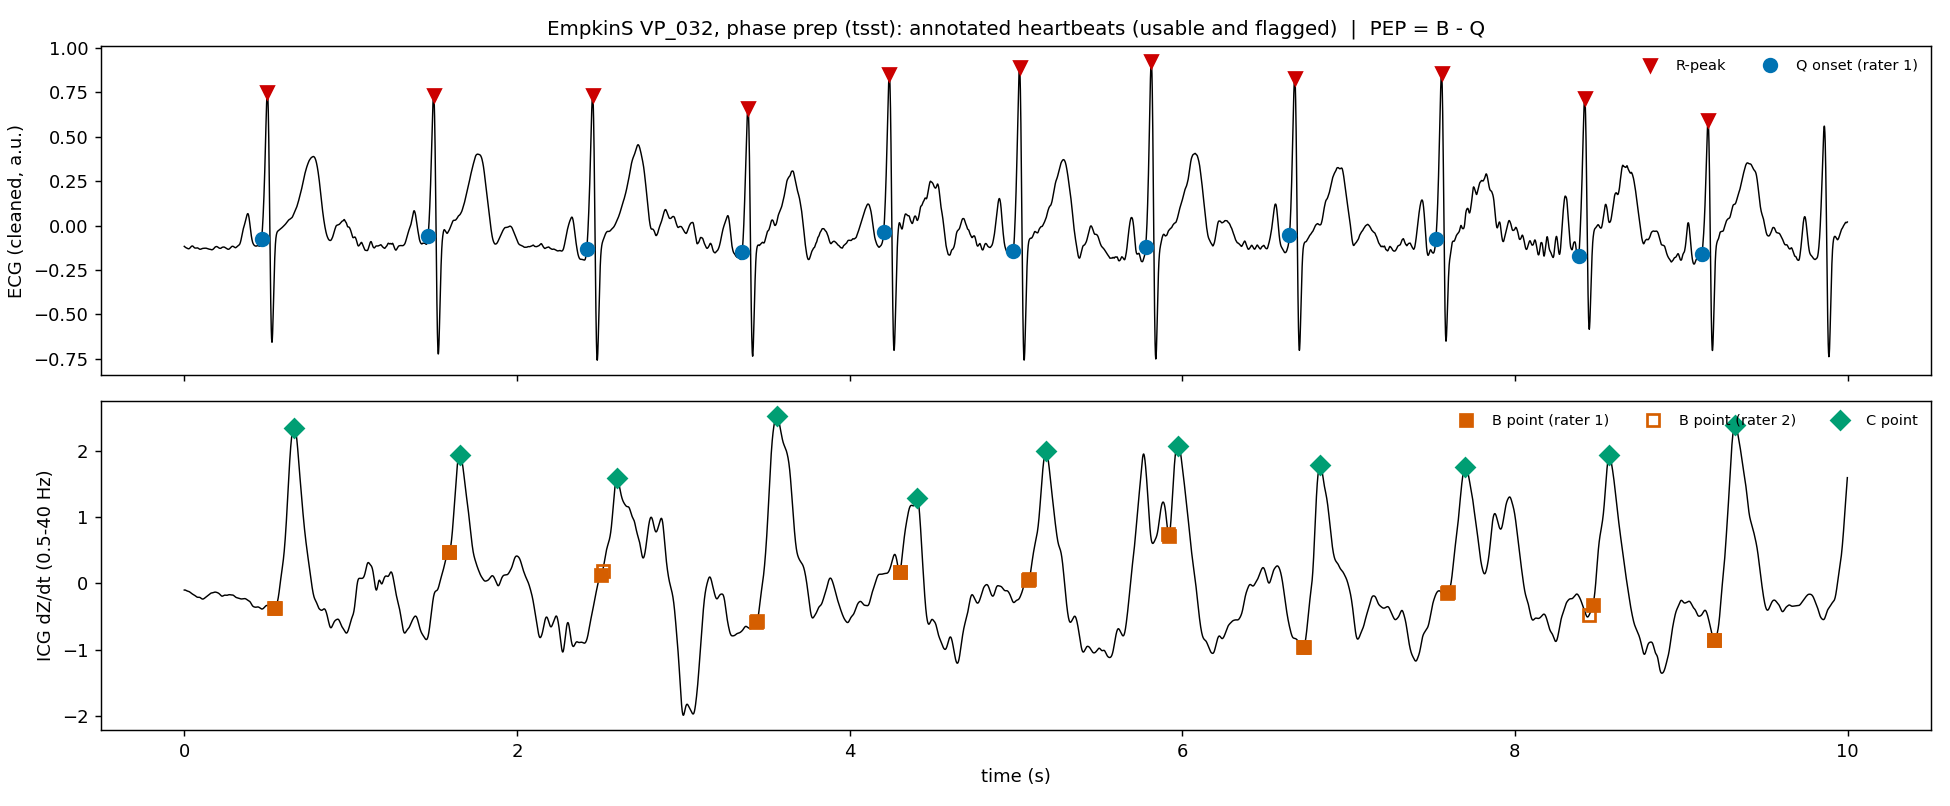 EmpkinS VP_032, phase prep (tsst): annotated heartbeats (usable and flagged)  |  PEP = B - Q
ECG (cleaned, a.u.)
1.00
0.75
0.50
0.25
0.00
−0.25
−0.50
−0.75
R-peak
Q onset (rater 1)
ICG dZ/dt (0.5-40 Hz)
2
1
0
−1
−2
B point (rater 1)
B point (rater 2)
C point
0
2
4
6
8
10
time (s)